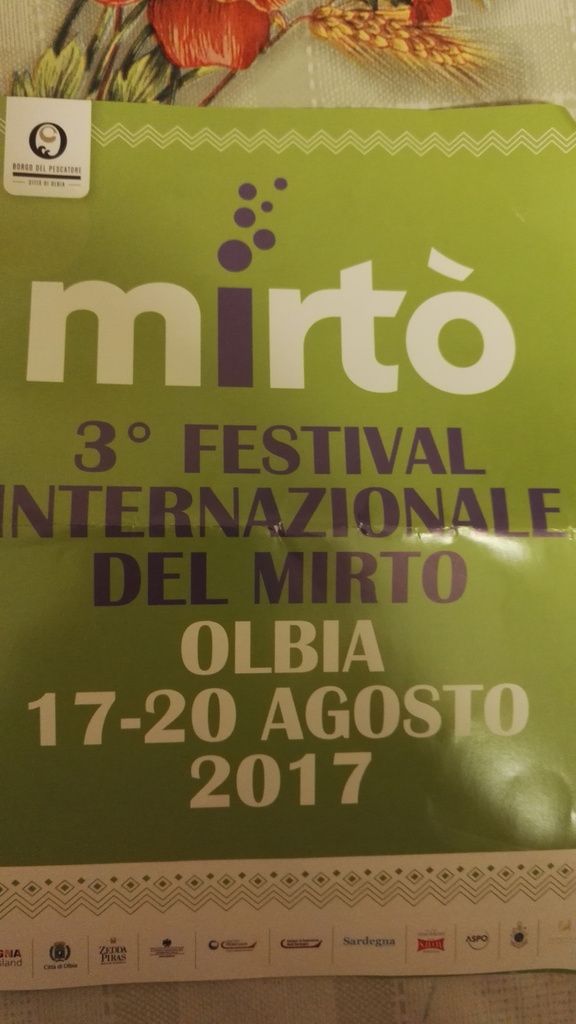 BORGO DEL PESCATORE
CITTÀ DI OLBIA
mirtò
3° FESTIVAL
INTERNAZIONALE
DEL MIRTO
OLBIA
17-20 AGOSTO
2017
GNA
Città di Olbia
ZEDDA
PIRAS
Sardegna
ASPO